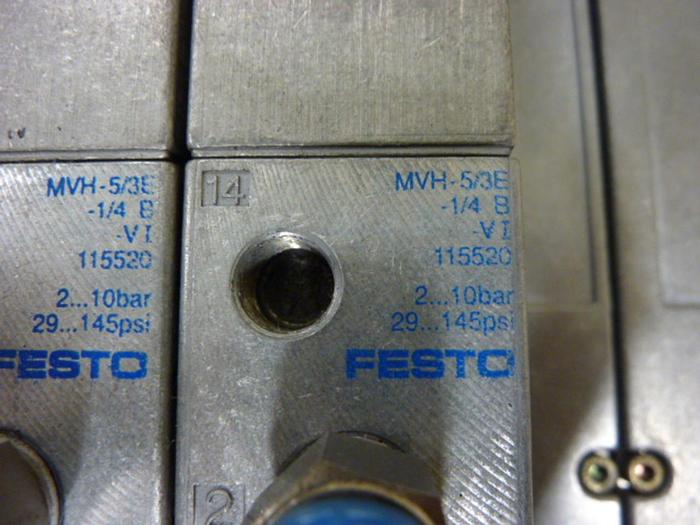 MVH-5/3E
-1/4 B
-VI
115520
2...10bar
29...145psi
FESTO
14
MVH-5/3E
-1/4 B
-VI
115520
2...10bar
29...145psi
FESTO
2